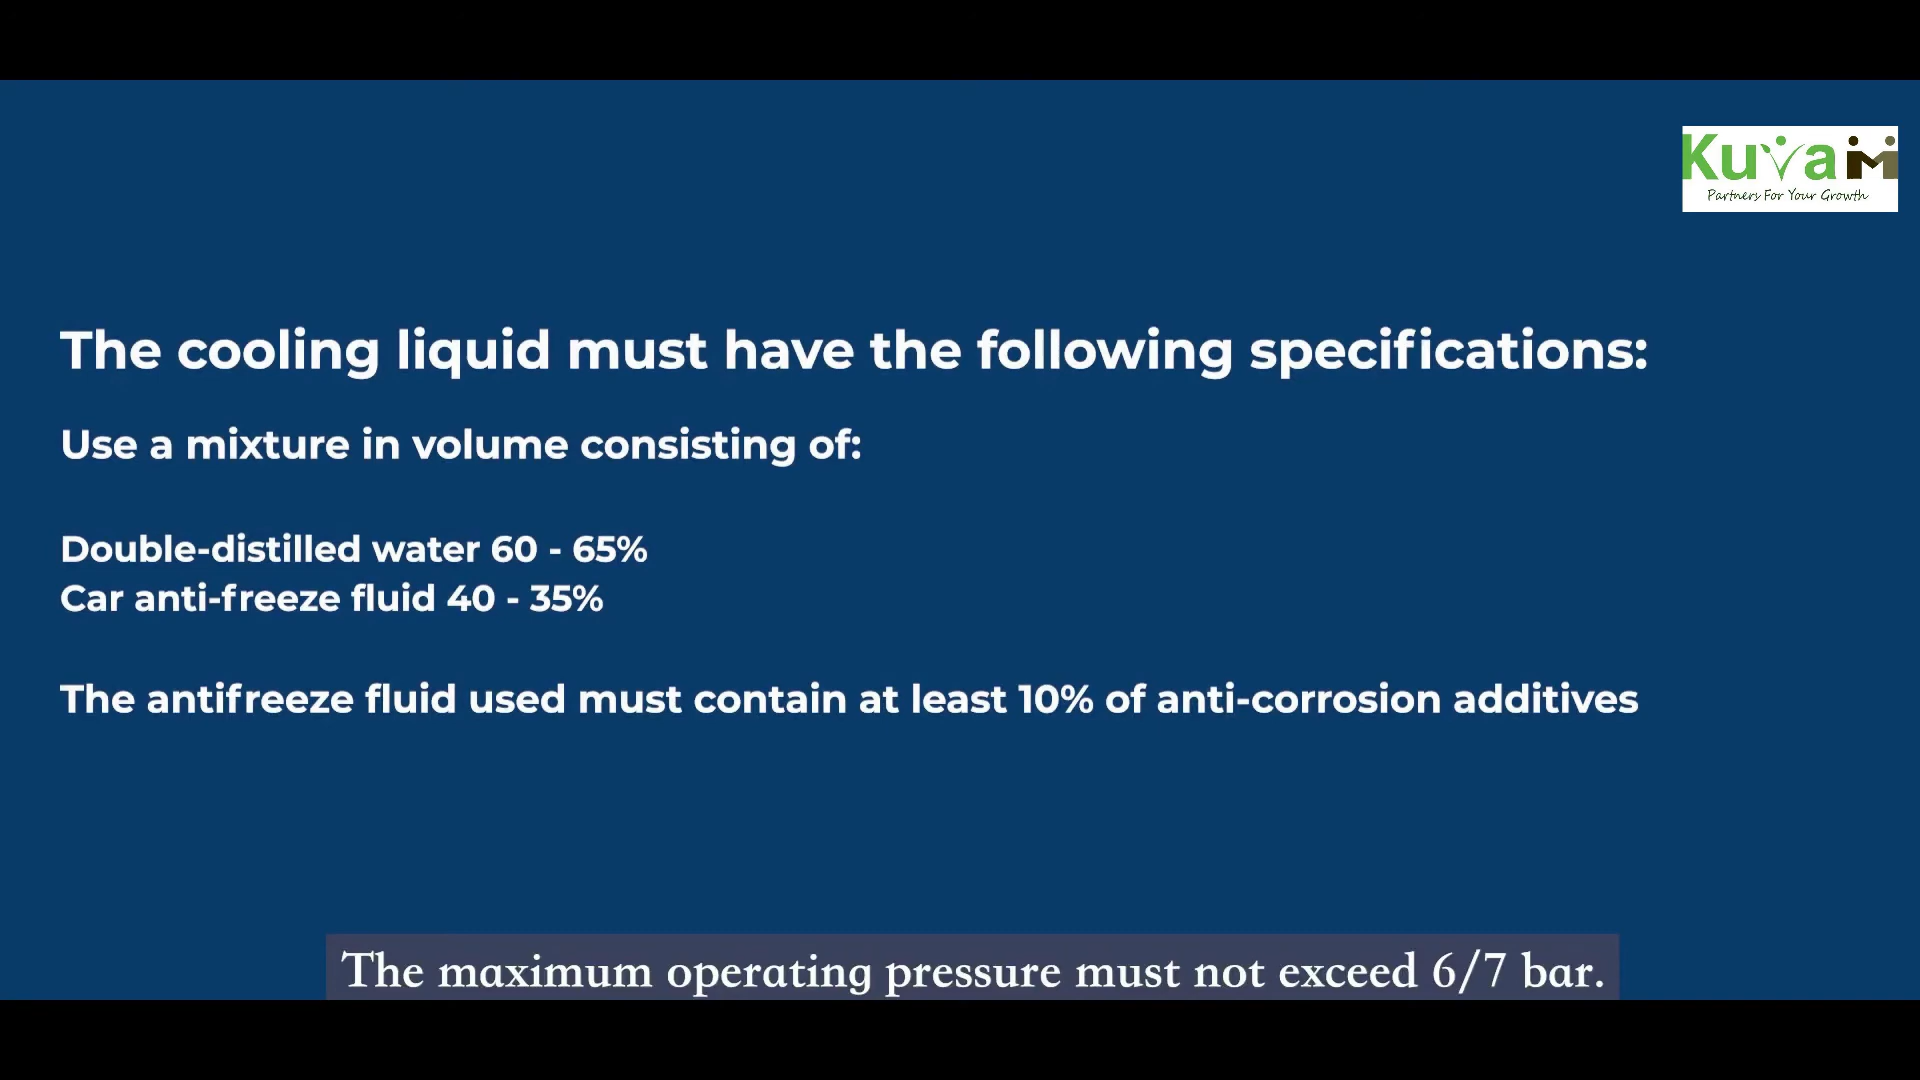 KuvaM
Partners For Your Growth
The cooling liquid must have the following specifications:
Use a mixture in volume consisting of:
Double-distilled water 60 - 65%
Car anti-freeze fluid 40 - 35%
The antifreeze fluid used must contain at least 10% of anti-corrosion additives
The maximum operating pressure must not exceed 6/7 bar.